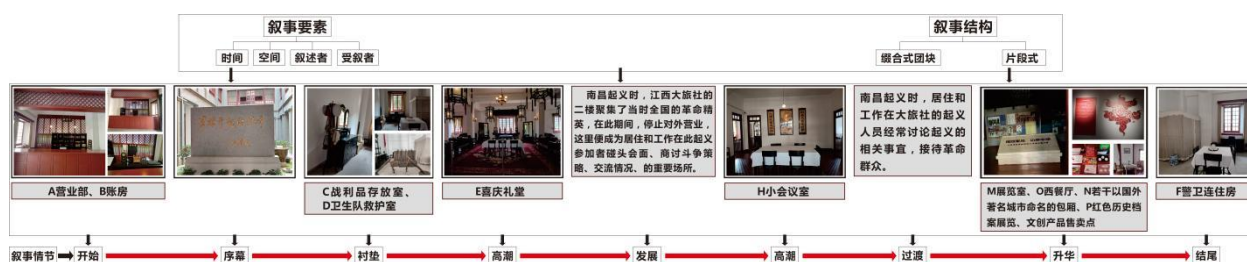 叙事要素
叙事结构
时间
空间
叙述者
受叙者
缀合式团块
片段式
南昌起义时，江西大旅社的
二楼聚集了当时全国的革命精
英，在此期间，停止对外营业，
这里便成为居住和工作在此起义
参加者碰头会面、商讨斗争策
略、交流情况、的重要场所。
南昌起义时，居住和
工作在大旅社的起义
人员经常讨论起义的
相关事宜，接待革命
群众。
A营业部、B账房
C战利品存放室、
D卫生队救护室
E喜庆礼堂
H小会议室
M展览室、O西餐厅、N若干以国外
著名城市命名的包厢、P红色历史档
案展览、文创产品售卖点
F警卫连住房
叙事情节
开始
序幕
衬垫
高潮
发展
高潮
过渡
升华
结尾